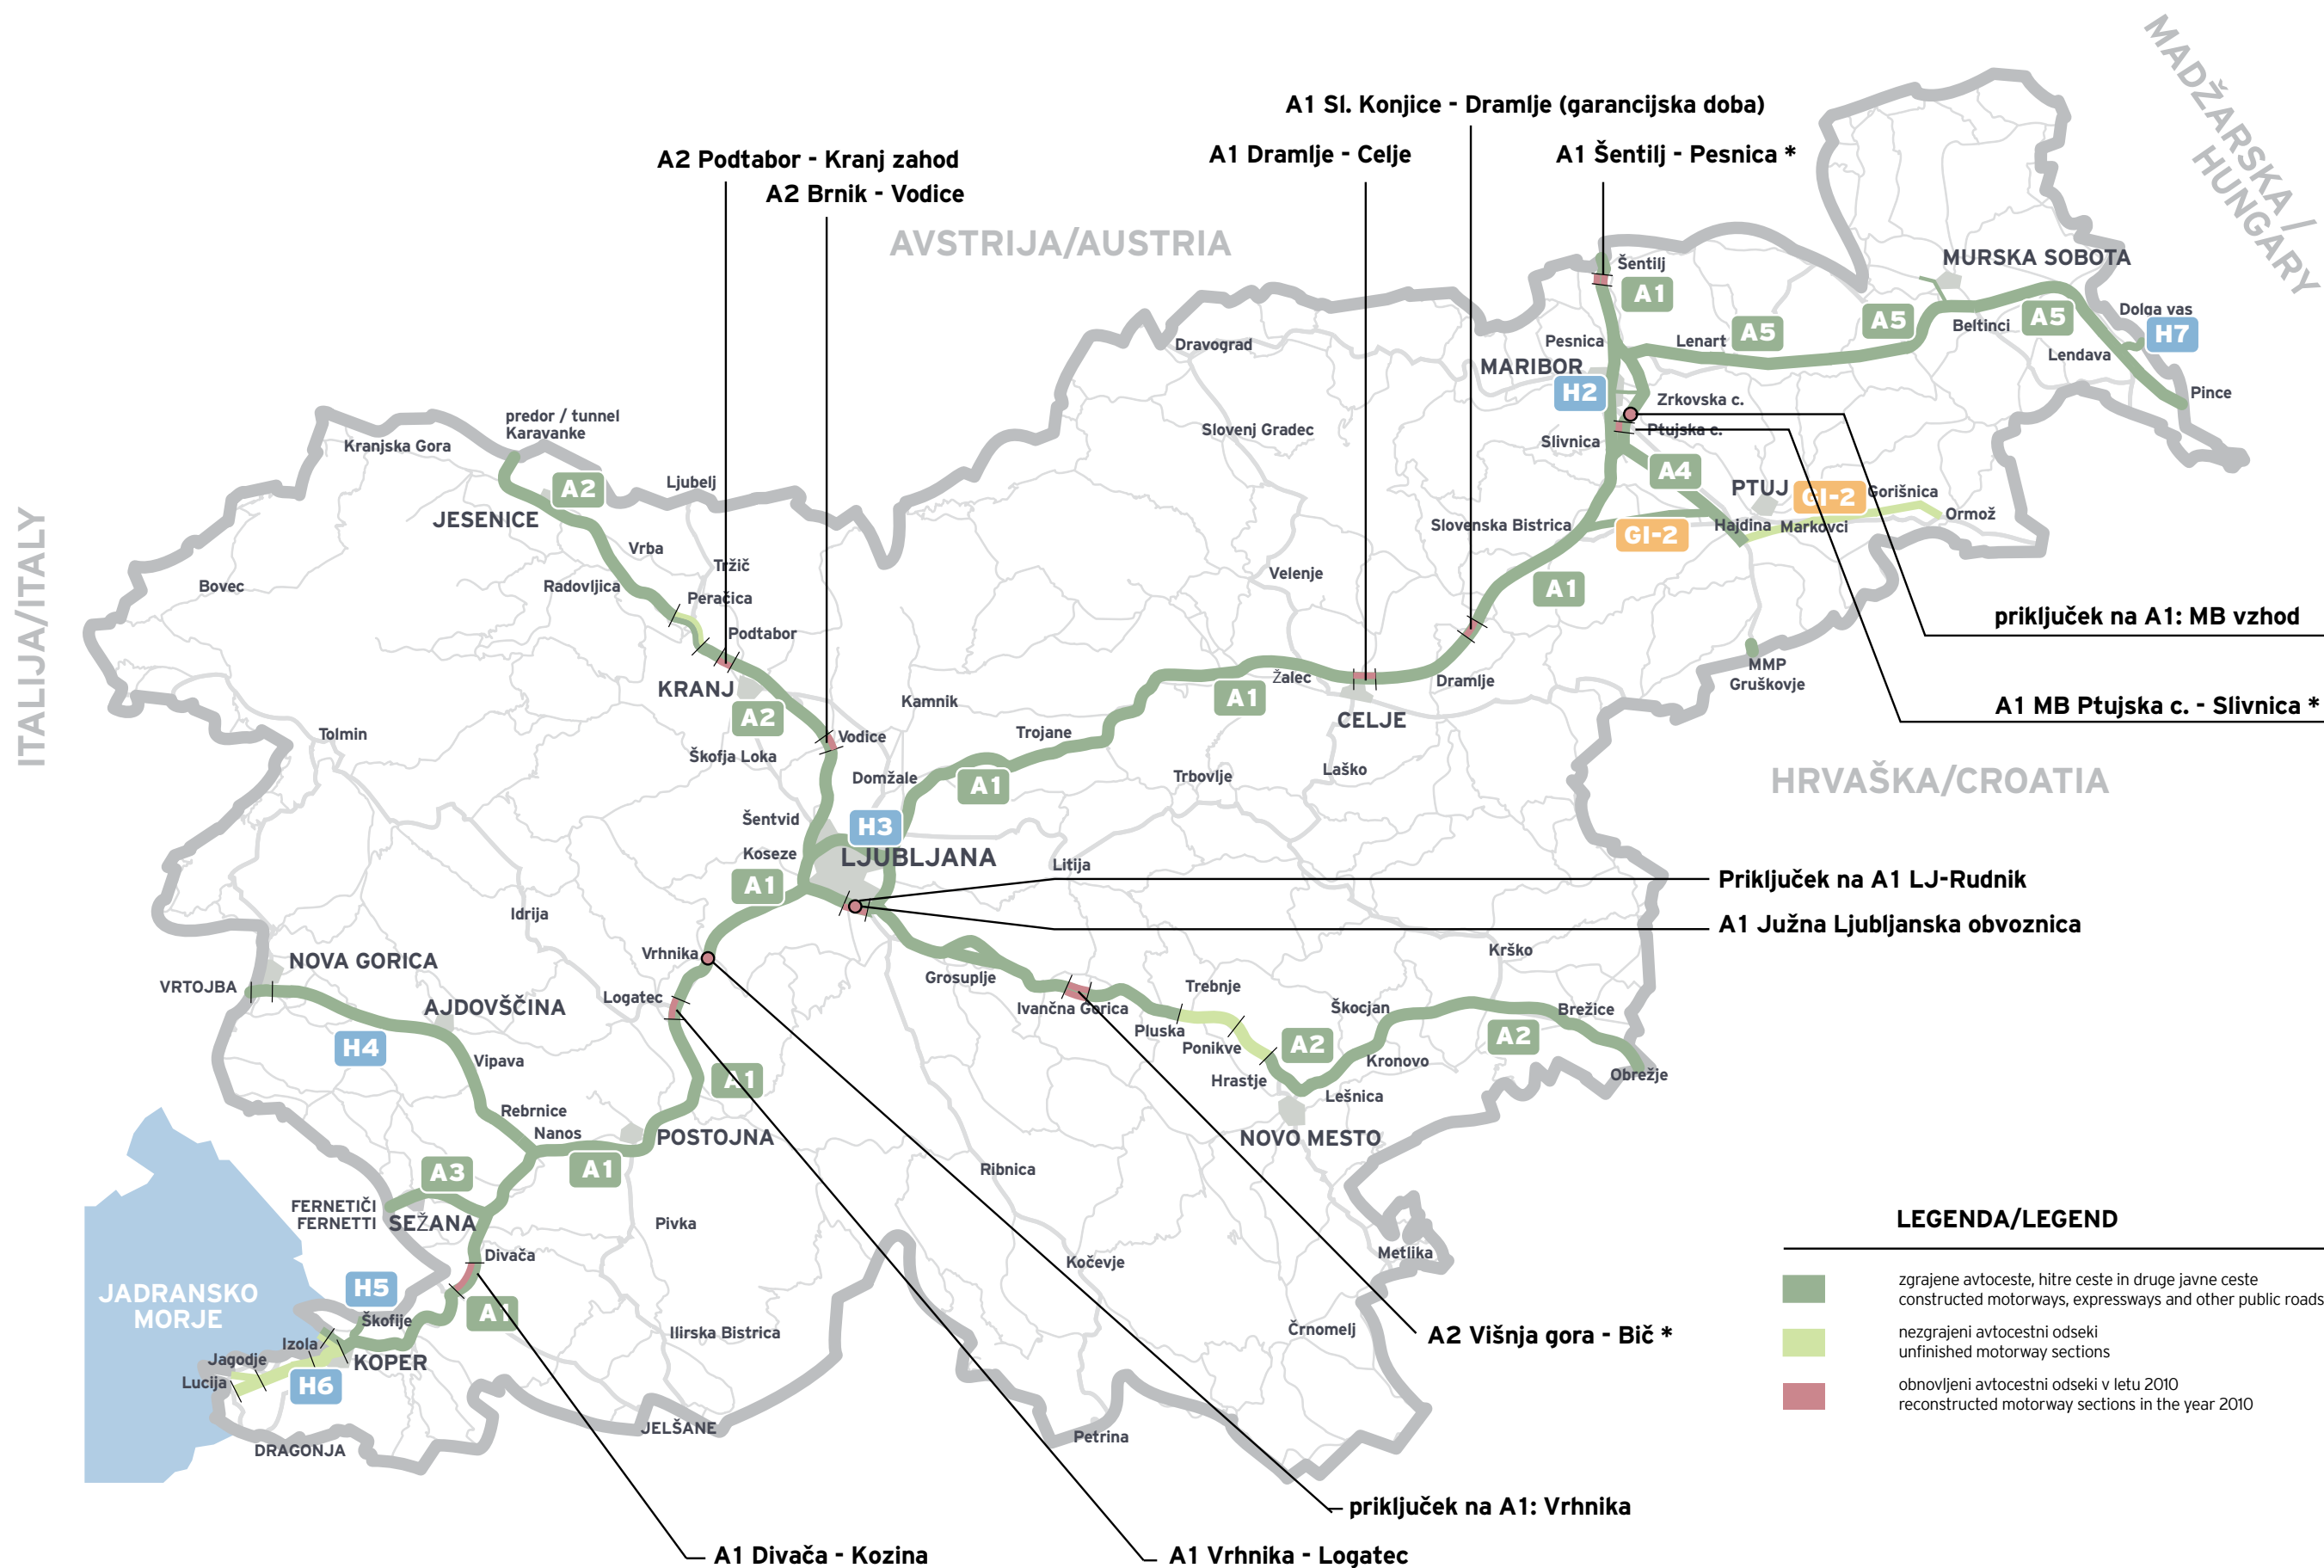 MADŽARSKA /
HUNGARY
A1 Sl. Konjice - Dramlje (garancijska doba)
A2 Podtabor - Kranj zahod
A1 Dramlje - Celje
A1 Šentilj - Pesnica *
A2 Brnik - Vodice
AVSTRIJA/AUSTRIA
Šentilj
MURSKA SOBOTA
A1
A5
A5
A5
Beltinci
Dolga vas
H7
Lendava
Pince
Dravograd
Pesnica
Lenart
MARIBOR
H2
Zrkovska c.
Ptujska c.
Slivnica
A4
PTUJ
GI-2
Gorišnica
Ormož
Hajdina
Markovci
Slovenska Bistrica
GI-2
A1
predor / tunnel
Karavanke
Kranjska Gora
A2
Ljubelj
JESENICE
Slovenj Gradec
ITALIJA/ITALY
Vrba
Tržič
Bovec
Radovljica
Peračica
Podtabor
Velenje
priključek na A1: MB vzhod
MMP
Gruškovje
KRANJ
A2
Kamnik
Žalec
A1
Dramlje
CELJE
A1 MB Ptujska c. - Slivnica *
Tolmin
Vodice
Trojane
Škofja Loka
Domžale
A1
Trbovlje
Laško
HRVAŠKA/CROATIA
Šentvid
H3
Koseze
LJUBLJANA
Litija
A1
Priključek na A1 LJ-Rudnik
Idrija
A1 Južna Ljubljanska obvoznica
Vrhnika
Krško
NOVA GORICA
VRTOJBA
Grosuplje
Logatec
Trebnje
AJDOVŠČINA
Ivančna Gorica
Škocjan
Brežice
Pluska
H4
Ponikve
A2
A2
Vipava
Kronovo
A1
Hrastje
Obrežje
Lešnica
Rebrnice
Nanos
POSTOJNA
NOVO MESTO
A3
A1
Ribnica
FERNETIČI
FERNETTI
SEŽANA
Pivka
Divača
Kočevje
Metlika
JADRANSKO
MORJE
H5
Škofije
A1
Ilirska Bistrica
Črnomelj
A2 Višnja gora - Bič *
Izola
Jagodje
KOPER
Lucija
H6
JELŠANE
Petrina
DRAGONJA
priključek na A1: Vrhnika
A1 Divača - Kozina
A1 Vrhnika - Logatec
LEGENDA/LEGEND
zgrajene avtoceste, hitre ceste in druge javne ceste
constructed motorways, expressways and other public roads
nezgrajeni avtocestni odseki
unfinished motorway sections
obnovljeni avtocestni odseki v letu 2010
reconstructed motorway sections in the year 2010